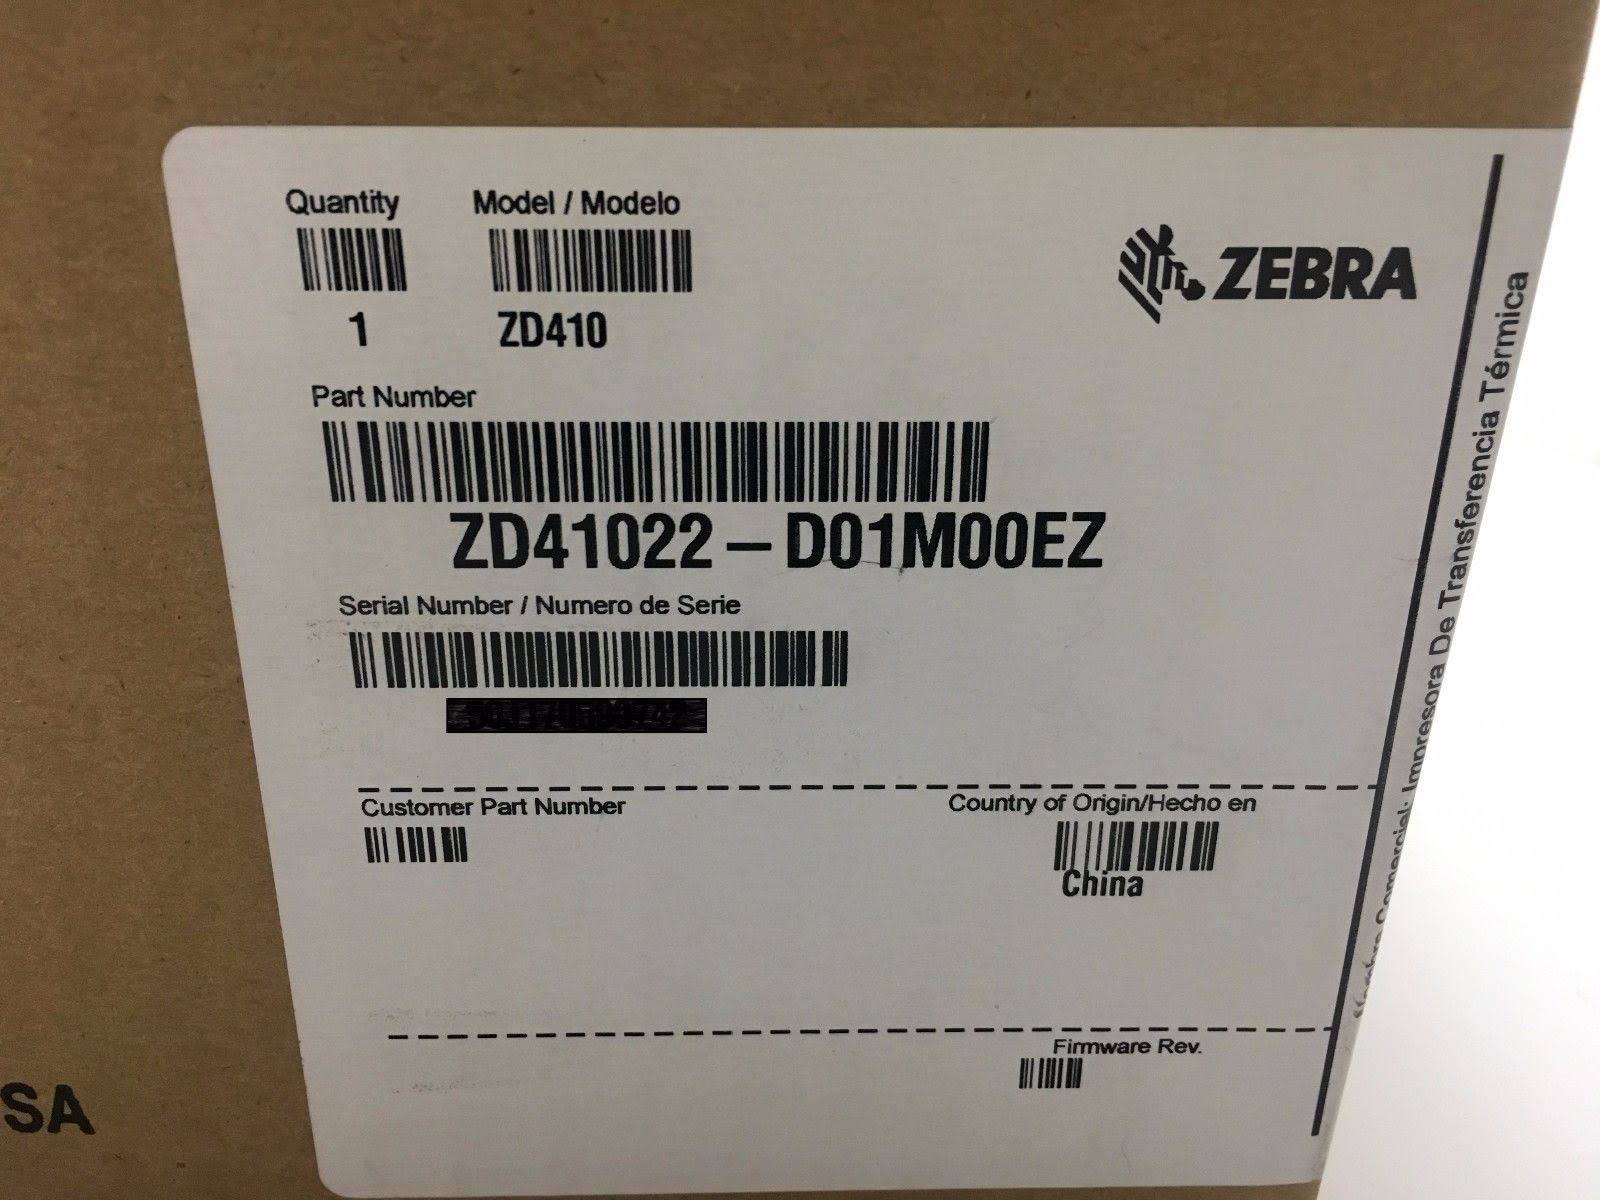 Quantity
Model / Modelo
ZEBRA
1
ZD410
Part Number
ZD41022-D01M00EZ
Serial Number / Numero de Serie
Customer Part Number
Country of Origin/Hecho en
China
Firmware Rev.
Comercial: Impresora De Transferencia Térmica
SA